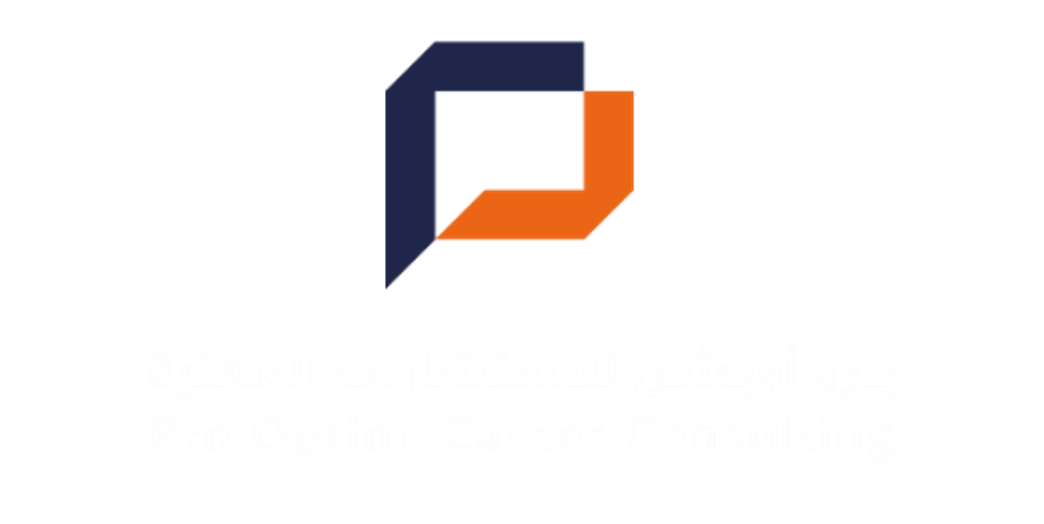 برو أوبشن للاستشارات المهنية
Pro Option Career Consulting